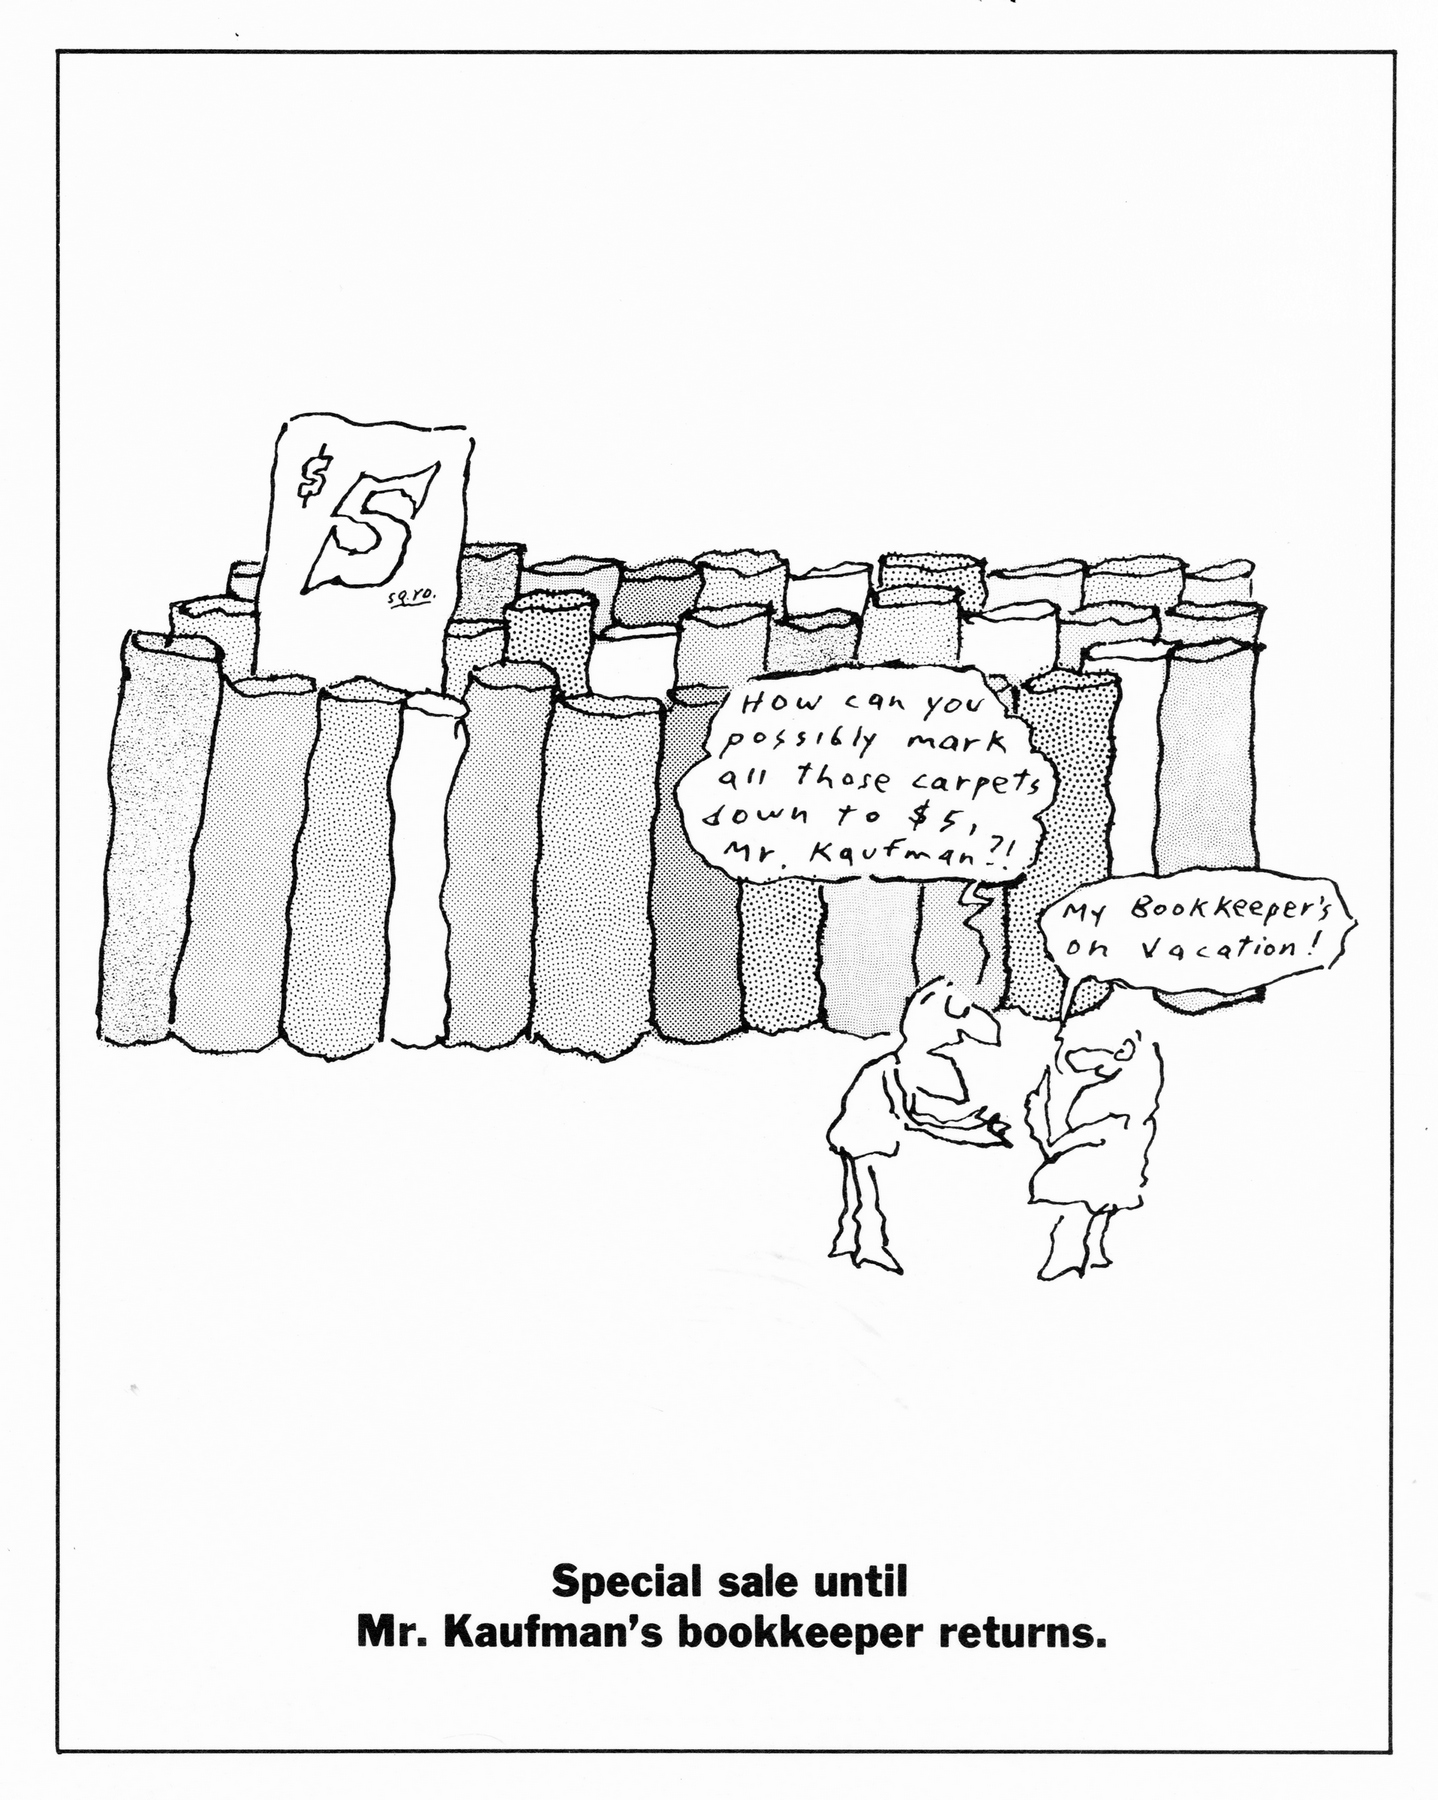 $5
sq.yd.
How can you
possibly mark
all those carpets
down to $5,
Mr. Kaufman?!
My Bookkeeper's
on vacation!
Special sale until
Mr. Kaufman's bookkeeper returns.